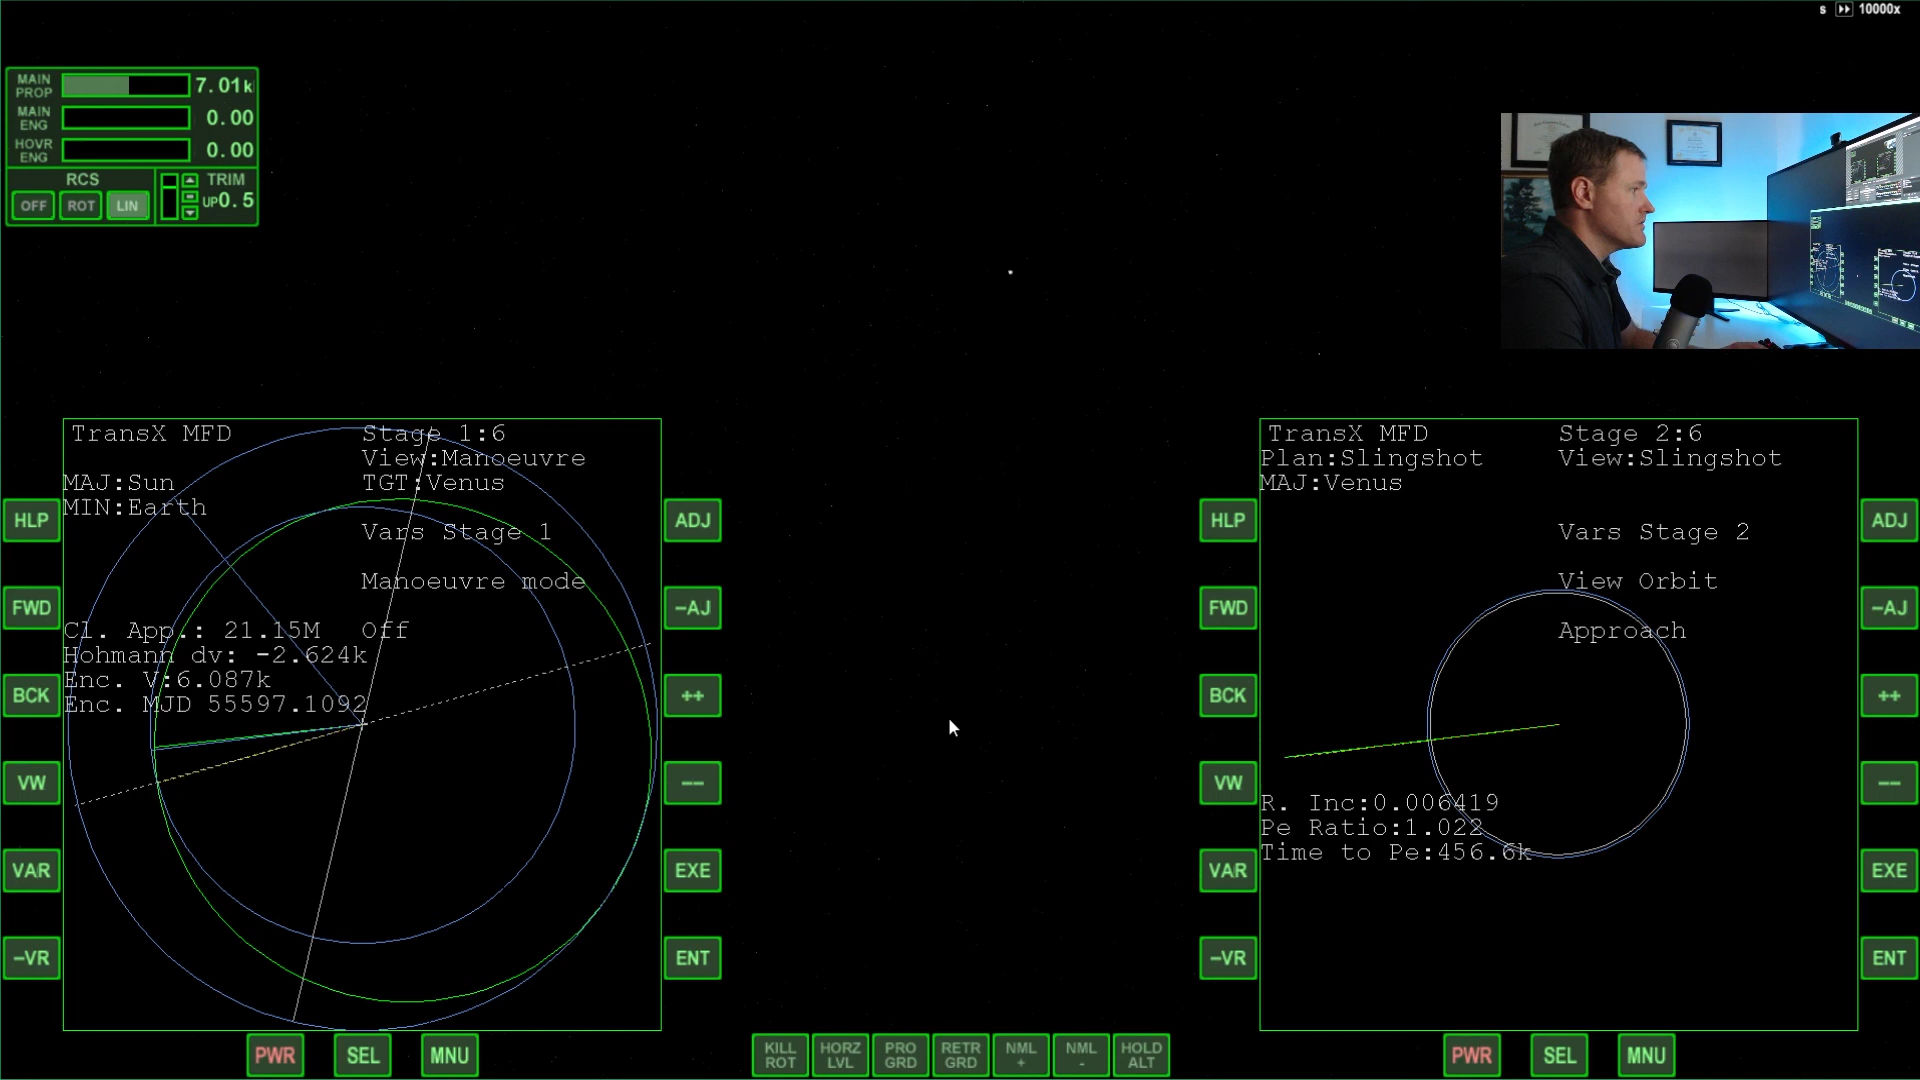 s 10000x
MAIN PROP 7.01k
MAIN ENG 0.00
HOVR ENG 0.00
RCS TRIM
OFF ROT LIN UP0.5
TransX MFD Stage 1:6
View:Manoeuvre
MAJ:Sun TGT:Venus
MIN:Earth
Vars Stage 1
Manoeuvre mode
Cl. App.: 21.15M Off
Hohmann dv: -2.624k
Enc. V:6.087k
Enc. MJD 55597.1092
HLP
FWD
BCK
VW
VAR
-VR
ADJ
-AJ
++
--
EXE
ENT
PWR SEL MNU
KILL ROT
HORZ LVL
PRO GRD
RETR GRD
NML +
NML -
HOLD ALT
TransX MFD Stage 2:6
Plan:Slingshot View:Slingshot
MAJ:Venus
Vars Stage 2
View Orbit
Approach
R. Inc:0.006419
Pe Ratio:1.022
Time to Pe:456.6k
HLP
FWD
BCK
VW
VAR
-VR
ADJ
-AJ
++
--
EXE
ENT
PWR SEL MNU